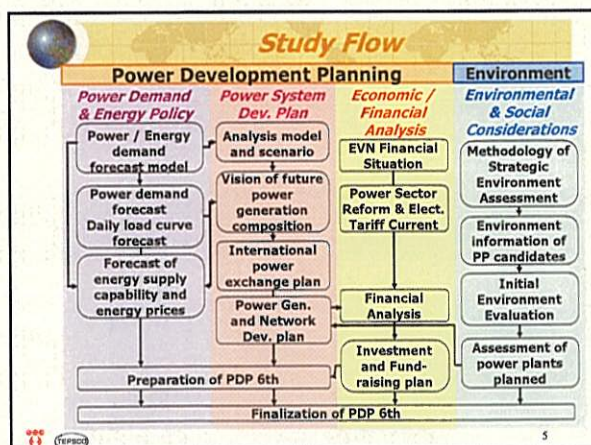 Study Flow
Power Development Planning
Environment
Power Demand
& Energy Policy
Power System
Dev. Plan
Economic /
Financial
Analysis
Environmental
& Social
Considerations
Power / Energy
demand
forecast model
Power demand
forecast
Daily load curve
forecast
Forecast of
energy supply
capability and
energy prices
Analysis model
and scenario
Vision of future
power
generation
composition
International
power
exchange plan
Power Gen.
and Network
Dev. plan
EVN Financial
Situation
Power Sector
Reform & Elect.
Tariff Current
Financial
Analysis
Investment
and Fund-
raising plan
Methodology of
Strategic
Environment
Assessment
Environment
information of
PP candidates
Initial
Environment
Evaluation
Assessment of
power plants
planned
Preparation of PDP 6th
Finalization of PDP 6th
TEPSCO
5